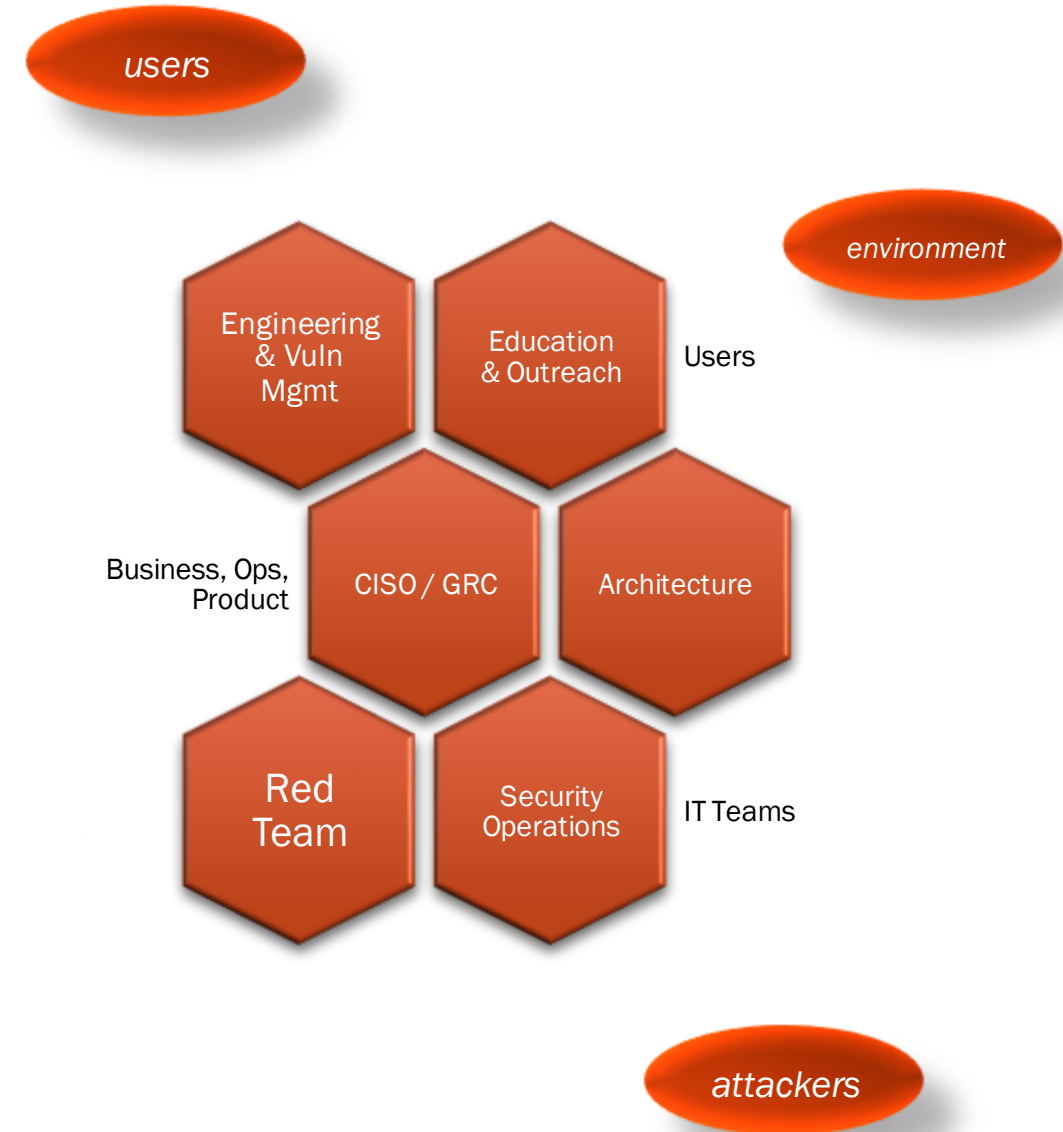 users
environment
Engineering
& Vuln
Mgmt
Education
& Outreach
Users
Business, Ops,
Product
CISO / GRC
Architecture
Red
Team
Security
Operations
IT Teams
attackers